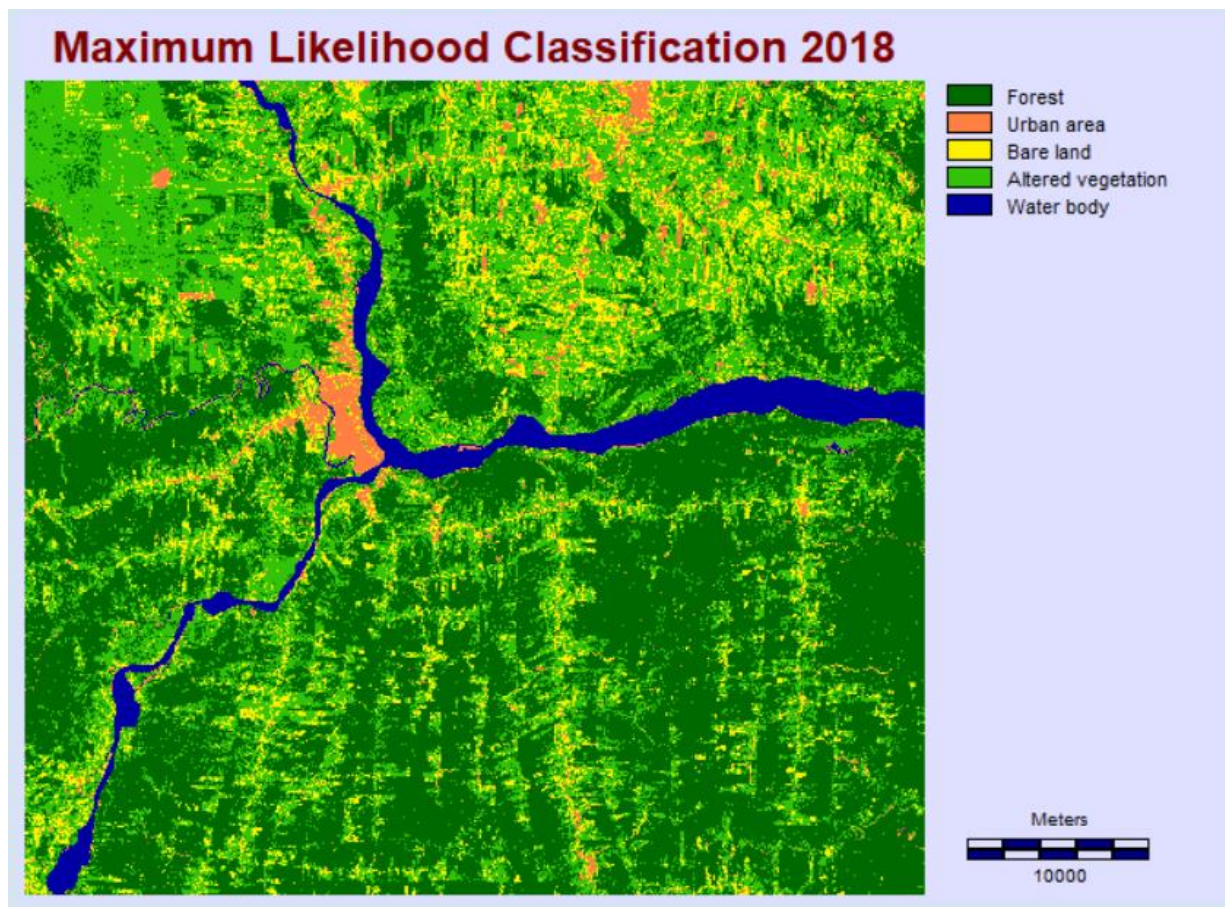 Maximum Likelihood Classification 2018
Forest
Urban area
Bare land
Altered vegetation
Water body
Meters
10000